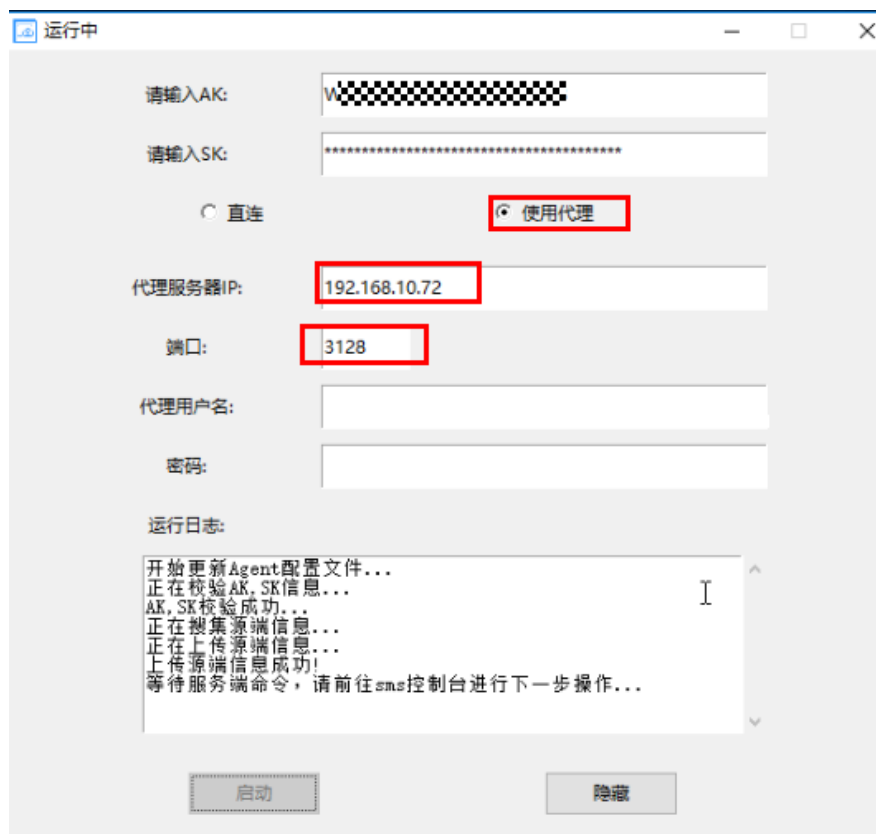 运行中
请输入AK:
W
请输入SK:
****************************************
直连
使用代理
代理服务器IP:
192.168.10.72
端口:
3128
代理用户名:
密码:
运行日志:
开始更新Agent配置文件...
正在校验AK,SK信息...
AK,SK校验成功...
正在搜集源端信息...
正在上传源端信息...
上传源端信息成功!
等待服务端命令，请前往sms控制台进行下一步操作...
启动
隐藏